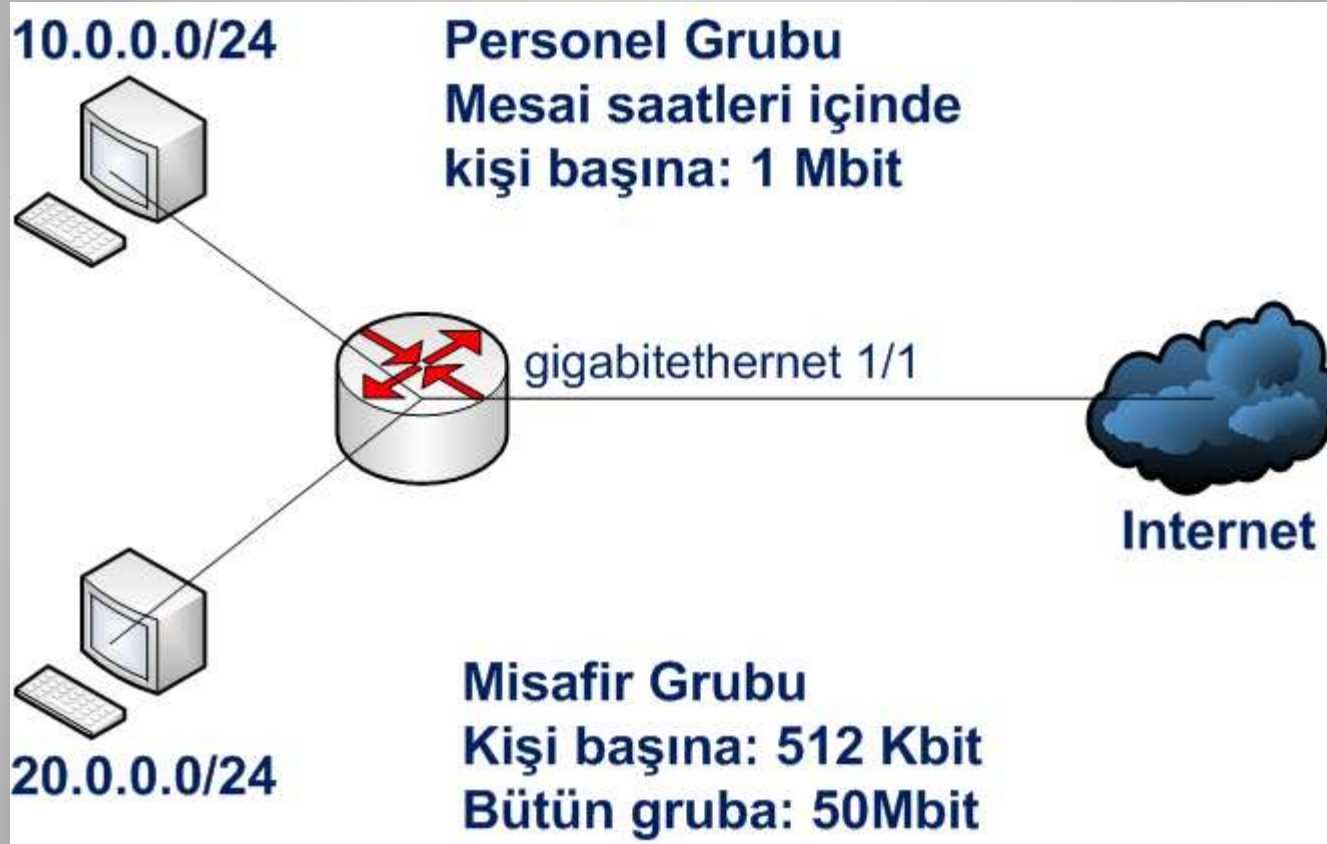 10.0.0.0/24
Personel Grubu
Mesai saatleri içinde
kişi başına: 1 Mbit
gigabitethernet 1/1
Internet
20.0.0.0/24
Misafir Grubu
Kişi başına: 512 Kbit
Bütün gruba: 50Mbit